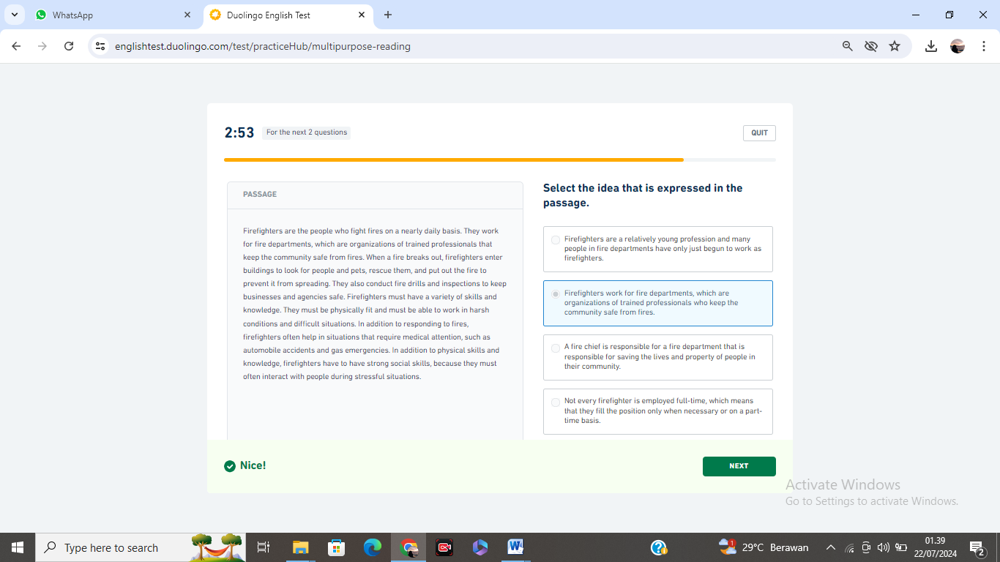 WhatsApp
Duolingo English Test
englishtest.duolingo.com/test/practiceHub/multipurpose-reading
2:53
For the next 2 questions
QUIT
PASSAGE
Firefighters are the people who fight fires on a nearly daily basis. They work
for fire departments, which are organizations of trained professionals that
keep the community safe from fires. When a fire breaks out, firefighters enter
buildings to look for people and pets, rescue them, and put out the fire to
prevent it from spreading. They also conduct fire drills and inspections to keep
businesses and agencies safe. Firefighters must have a variety of skills and
knowledge. They must be physically fit and must be able to work in harsh
conditions and difficult situations. In addition to responding to fires,
firefighters often help in situations that require medical attention, such as
automobile accidents and gas emergencies. In addition to physical skills and
knowledge, firefighters have to have strong social skills, because they must
often interact with people during stressful situations.
Select the idea that is expressed in the
passage.
Firefighters are a relatively young profession and many
people in fire departments have only just begun to work as
firefighters.
Firefighters work for fire departments, which are
organizations of trained professionals who keep the
community safe from fires.
A fire chief is responsible for a fire department that is
responsible for saving the lives and property of people in
their community.
Not every firefighter is employed full-time, which means
that they fill the position only when necessary or on a part-
time basis.
Nice!
NEXT
Activate Windows
Go to Settings to activate Windows.
Type here to search
29°C Berawan
01.39
22/07/2024
2